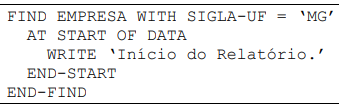 FIND EMPRESA WITH SIGLA-UF = ‘MG’
AT START OF DATA
WRITE ‘Início do Relatório.’
END-START
END-FIND